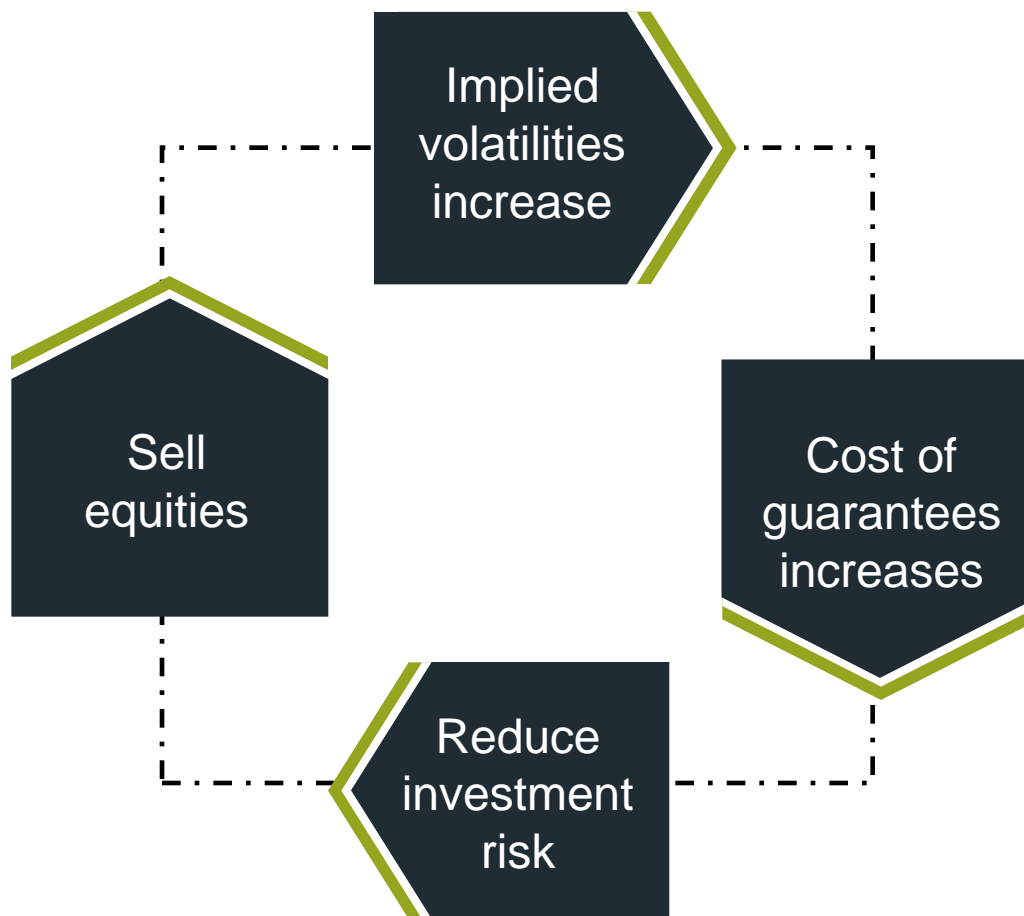 Implied
volatilities
increase
Cost of
guarantees
increases
Reduce
investment
risk
Sell
equities